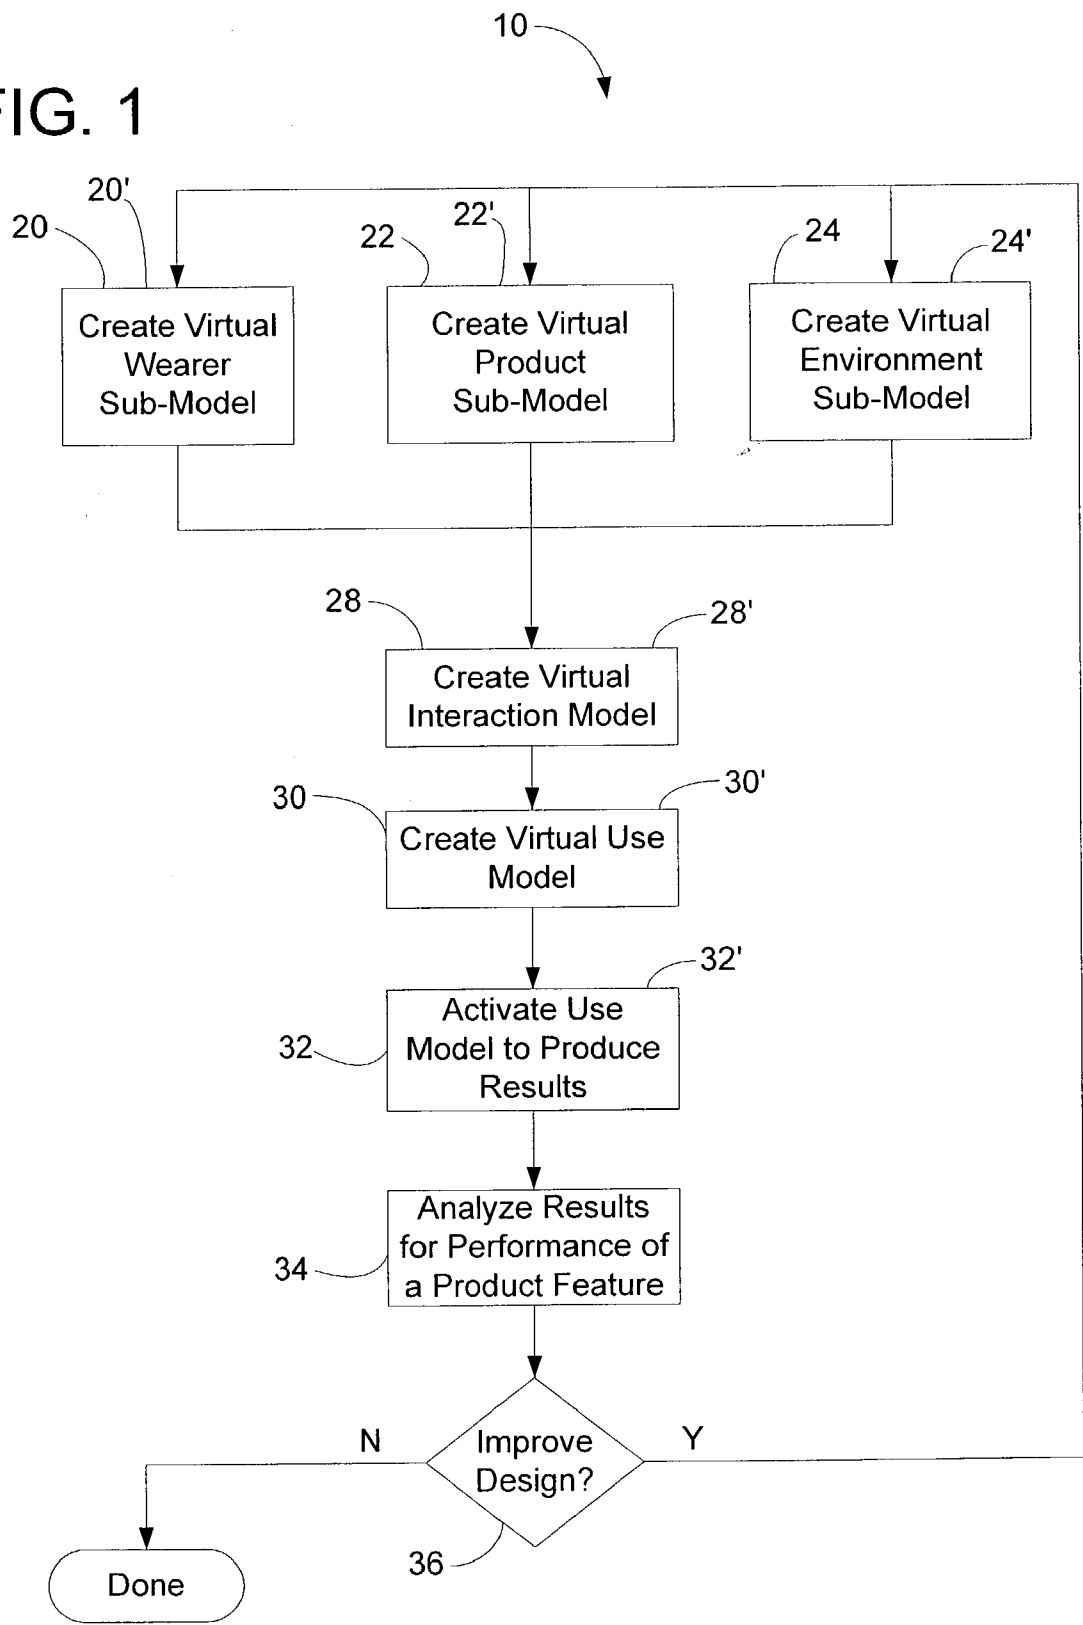 10
FIG. 1
20'
20
22
22'
24
24'
Create Virtual
Wearer
Sub-Model
Create Virtual
Product
Sub-Model
Create Virtual
Environment
Sub-Model
28
28'
Create Virtual
Interaction Model
30
30'
Create Virtual Use
Model
32'
32
Activate Use
Model to Produce
Results
34
Analyze Results
for Performance of
a Product Feature
N
Y
Improve
Design?
36
Done